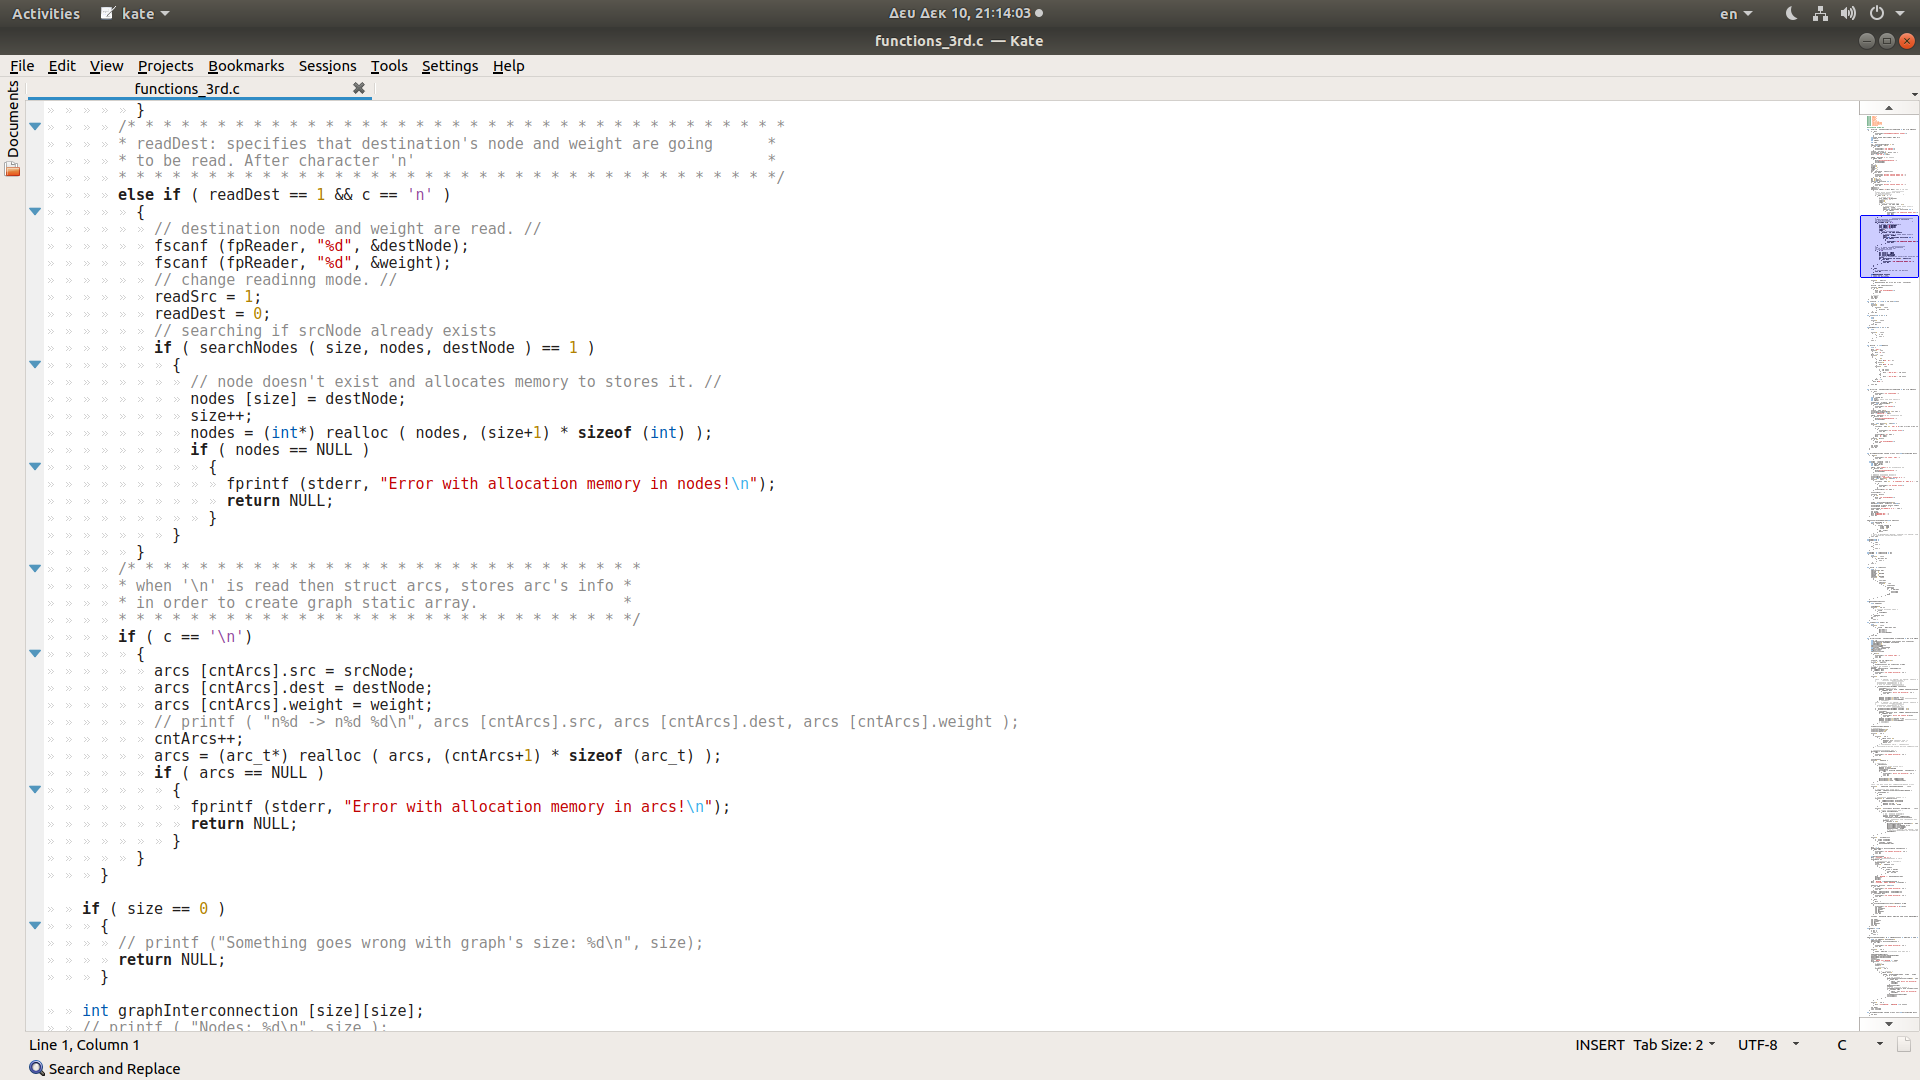 Activities kate Δευ Δεκ 10, 21:14:03 en
functions_3rd.c — Kate
File Edit View Projects Bookmarks Sessions Tools Settings Help
Documents
functions_3rd.c
}
/* * * * * * * * * * * * * * * * * * * * * * * * * * * * * * * * * * * * *
* readDest: specifies that destination's node and weight are going *
* to be read. After character 'n' *
* * * * * * * * * * * * * * * * * * * * * * * * * * * * * * * * * * * * */
else if ( readDest == 1 && c == 'n' )
{
// destination node and weight are read. //
fscanf (fpReader, "%d", &destNode);
fscanf (fpReader, "%d", &weight);
// change readinng mode. //
readSrc = 1;
readDest = 0;
// searching if srcNode already exists
if ( searchNodes ( size, nodes, destNode ) == 1 )
{
// node doesn't exist and allocates memory to stores it. //
nodes [size] = destNode;
size++;
nodes = (int*) realloc ( nodes, (size+1) * sizeof (int) );
if ( nodes == NULL )
{
fprintf (stderr, "Error with allocation memory in nodes!\n");
return NULL;
}
}
}
/* * * * * * * * * * * * * * * * * * * * * * * * * * * * *
* when '\n' is read then struct arcs, stores arc's info *
* in order to create graph static array. *
* * * * * * * * * * * * * * * * * * * * * * * * * * * * */
if ( c == '\n')
{
arcs [cntArcs].src = srcNode;
arcs [cntArcs].dest = destNode;
arcs [cntArcs].weight = weight;
// printf ( "n%d -> n%d %d\n", arcs [cntArcs].src, arcs [cntArcs].dest, arcs [cntArcs].weight );
cntArcs++;
arcs = (arc_t*) realloc ( arcs, (cntArcs+1) * sizeof (arc_t) );
if ( arcs == NULL )
{
fprintf (stderr, "Error with allocation memory in arcs!\n");
return NULL;
}
}
}
if ( size == 0 )
{
// printf ("Something goes wrong with graph's size: %d\n", size);
return NULL;
}
int graphInterconnection [size][size];
// printf ( "Nodes: %d\n", size );
Line 1, Column 1 INSERT Tab Size: 2 UTF-8 C
Search and Replace